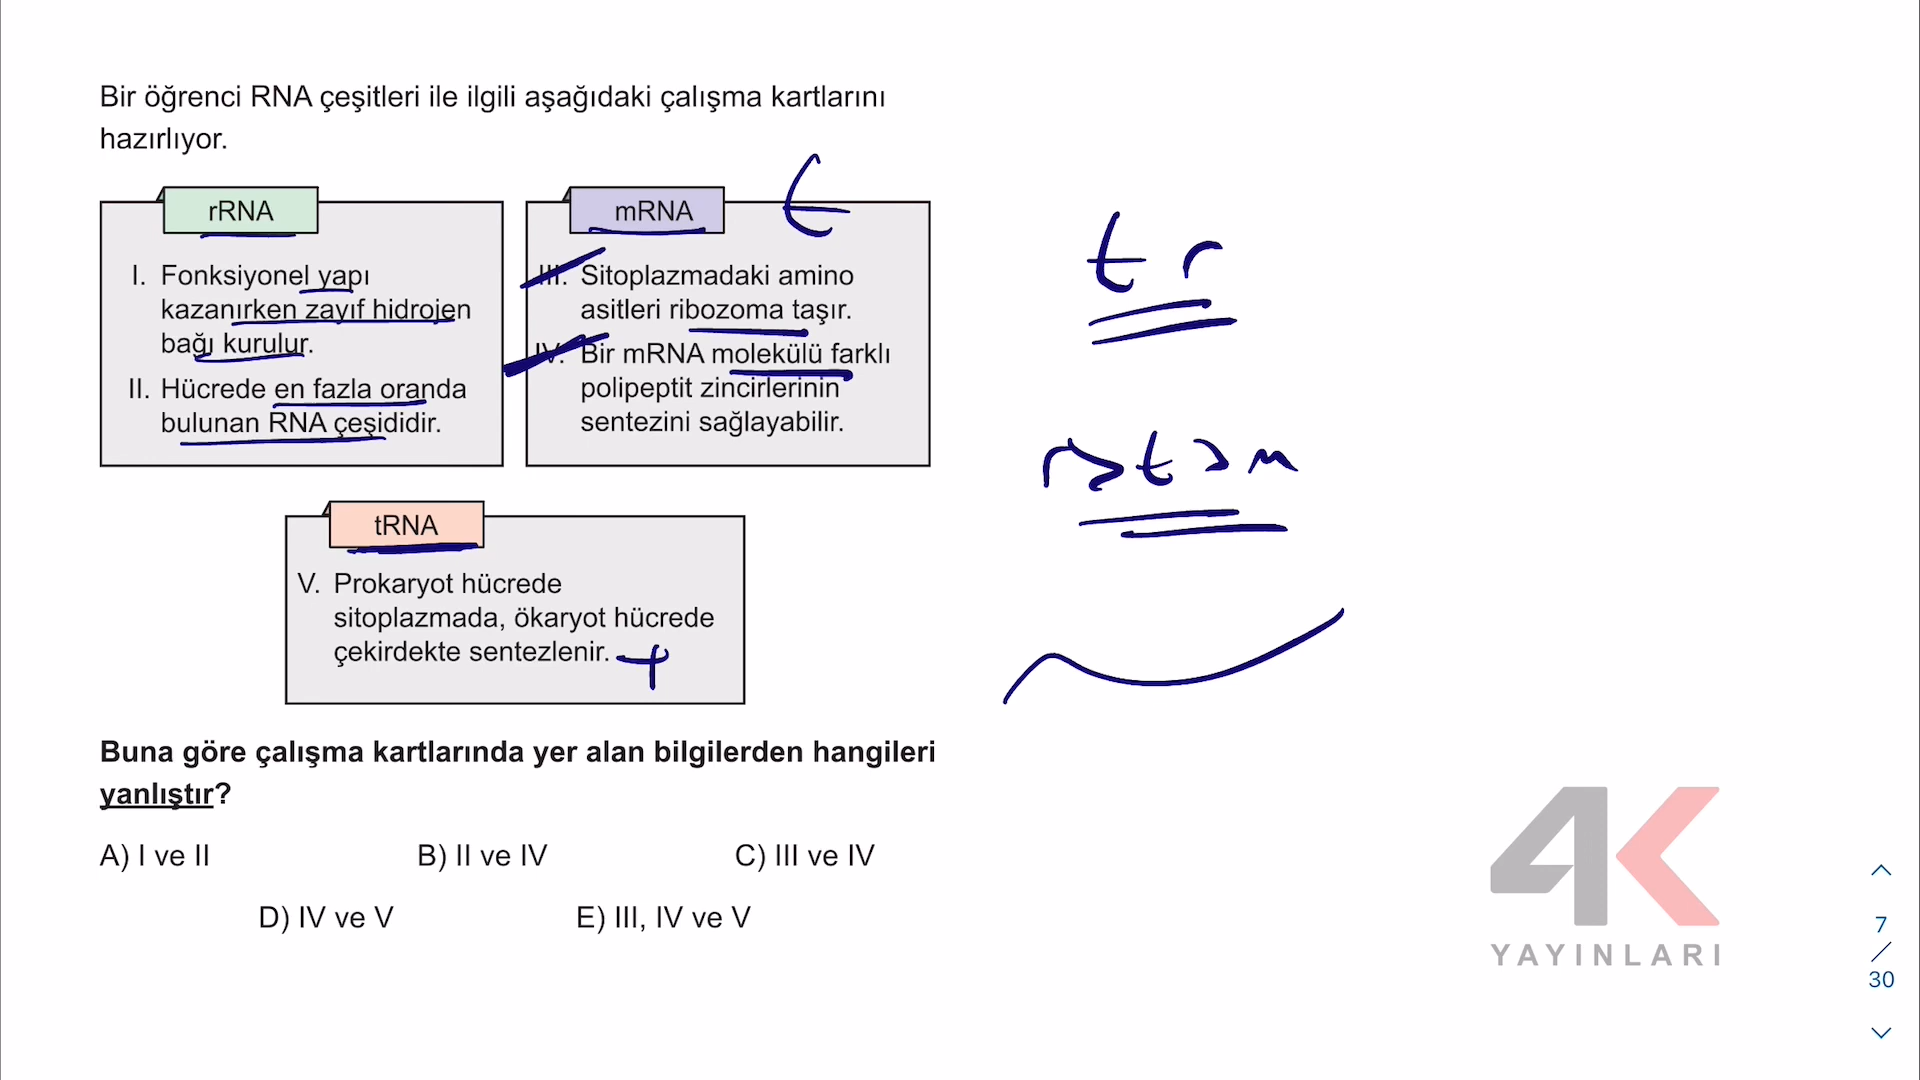 Bir öğrenci RNA çeşitleri ile ilgili aşağıdaki çalışma kartlarını
hazırlıyor.
rRNA
I. Fonksiyonel yapı
kazanırken zayıf hidrojen
bağı kurulur.
II. Hücrede en fazla oranda
bulunan RNA çeşididir.
mRNA
t
III. Sitoplazmadaki amino
asitleri ribozoma taşır.
IV. Bir mRNA molekülü farklı
polipeptit zincirlerinin
sentezini sağlayabilir.
tRNA
V. Prokaryot hücrede
sitoplazmada, ökaryot hücrede
çekirdekte sentezlenir. +
t r
r>t>m
Buna göre çalışma kartlarında yer alan bilgilerden hangileri
yanlıştır?
A) I ve II
B) II ve IV
C) III ve IV
D) IV ve V
E) III, IV ve V
4K
YAYINLARI
7
/
30